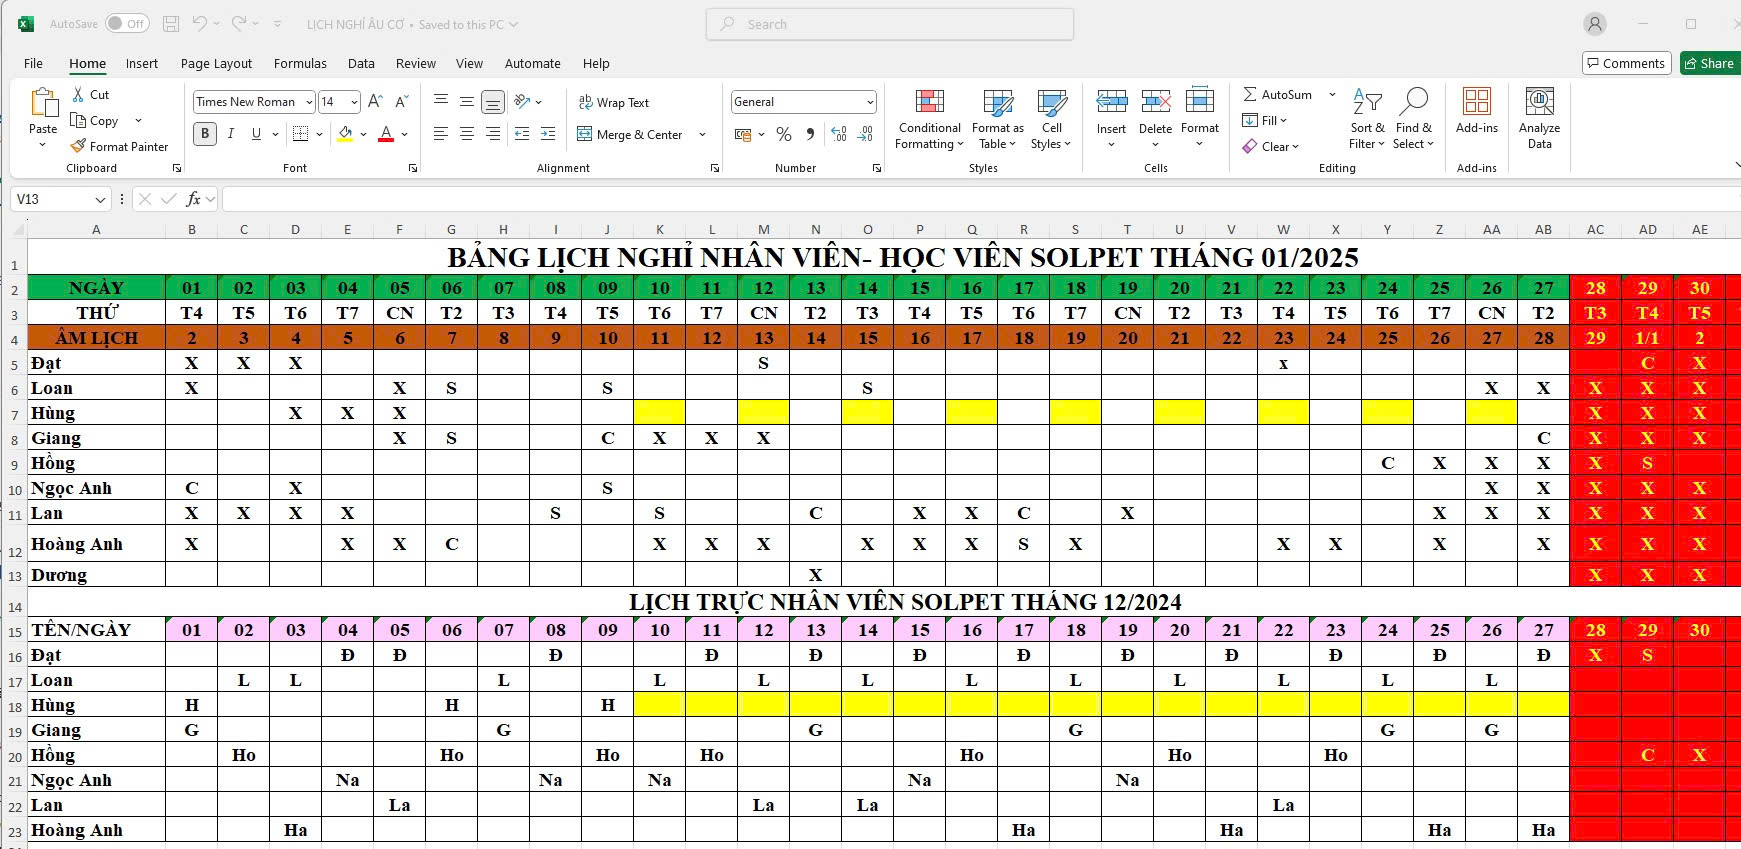 AutoSave Off LỊCH NGHỈ ÂU CƠ • Saved to this PC Search
File Home Insert Page Layout Formulas Data Review View Automate Help Comments Share
Paste Cut Copy Format Painter Clipboard
Times New Roman 14 B I U Font
Wrap Text Merge & Center Alignment
General % Number
Conditional Formatting Format as Table Cell Styles Styles
Insert Delete Format Cells
AutoSum Fill Clear Sort & Filter Find & Select Editing
Add-ins Add-ins
Analyze Data
V13 fx
A B C D E F G H I J K L M N O P Q R S T U V W X Y Z AA AB AC AD AE
1 BẢNG LỊCH NGHỈ NHÂN VIÊN- HỌC VIÊN SOLPET THÁNG 01/2025
2 NGÀY 01 02 03 04 05 06 07 08 09 10 11 12 13 14 15 16 17 18 19 20 21 22 23 24 25 26 27 28 29 30
3 THỨ T4 T5 T6 T7 CN T2 T3 T4 T5 T6 T7 CN T2 T3 T4 T5 T6 T7 CN T2 T3 T4 T5 T6 T7 CN T2 T3 T4 T5
4 ÂM LỊCH 2 3 4 5 6 7 8 9 10 11 12 13 14 15 16 17 18 19 20 21 22 23 24 25 26 27 28 29 1/1 2
5 Đạt X X X S x C X
6 Loan X X S S S X X X X X
7 Hùng X X X X X X
8 Giang X S C X X X C X X X
9 Hồng C X X X X S
10 Ngọc Anh C X S X X X X X
11 Lan X X X X S S C X X C X X X X X X X
12 Hoàng Anh X X X C X X X X X X S X X X X X X X X
13 Dương X X X X
14 LỊCH TRỰC NHÂN VIÊN SOLPET THÁNG 12/2024
15 TÊN/NGÀY 01 02 03 04 05 06 07 08 09 10 11 12 13 14 15 16 17 18 19 20 21 22 23 24 25 26 27 28 29 30
16 Đạt Đ Đ Đ Đ Đ Đ Đ Đ Đ Đ Đ Đ X S
17 Loan L L L L L L L L L L L L
18 Hùng H H H
19 Giang G G G G G G
20 Hồng Ho Ho Ho Ho Ho Ho Ho C X
21 Ngọc Anh Na Na Na Na Na
22 Lan La La La La
23 Hoàng Anh Ha Ha Ha Ha Ha